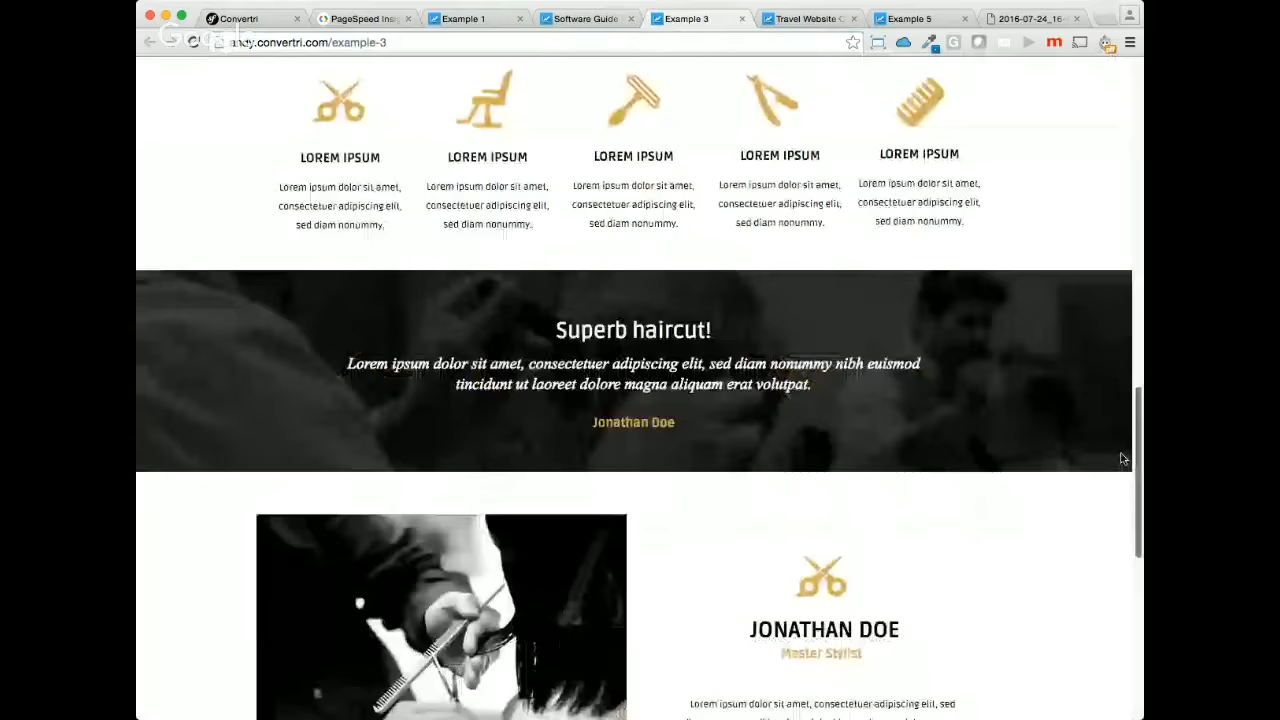 Convertri
PageSpeed Insi
Example 1
Software Guide
Example 3
Travel Website C
Example 5
2016-07-24_16
Google
andy.convertri.com/example-3
LOREM IPSUM
LOREM IPSUM
LOREM IPSUM
LOREM IPSUM
LOREM IPSUM
Lorem ipsum dolor sit amet,
consectetuer adipiscing elit,
sed diam nonummy.
Lorem ipsum dolor sit amet,
consectetuer adipiscing elit,
sed diam nonummy.
Lorem ipsum dolor sit amet,
consectetuer adipiscing elit,
sed diam nonummy.
Lorem ipsum dolor sit amet,
consectetuer adipiscing elit,
sed diam nonummy.
Lorem ipsum dolor sit amet,
consectetuer adipiscing elit,
sed diam nonummy.
Superb haircut!
Lorem ipsum dolor sit amet, consectetuer adipiscing elit, sed diam nonummy nibh euismod
tincidunt ut laoreet dolore magna aliquam erat volutpat.
Jonathan Doe
JONATHAN DOE
Master Stylist
Lorem ipsum dolor sit amet, consectetuer adipiscing elit, sed